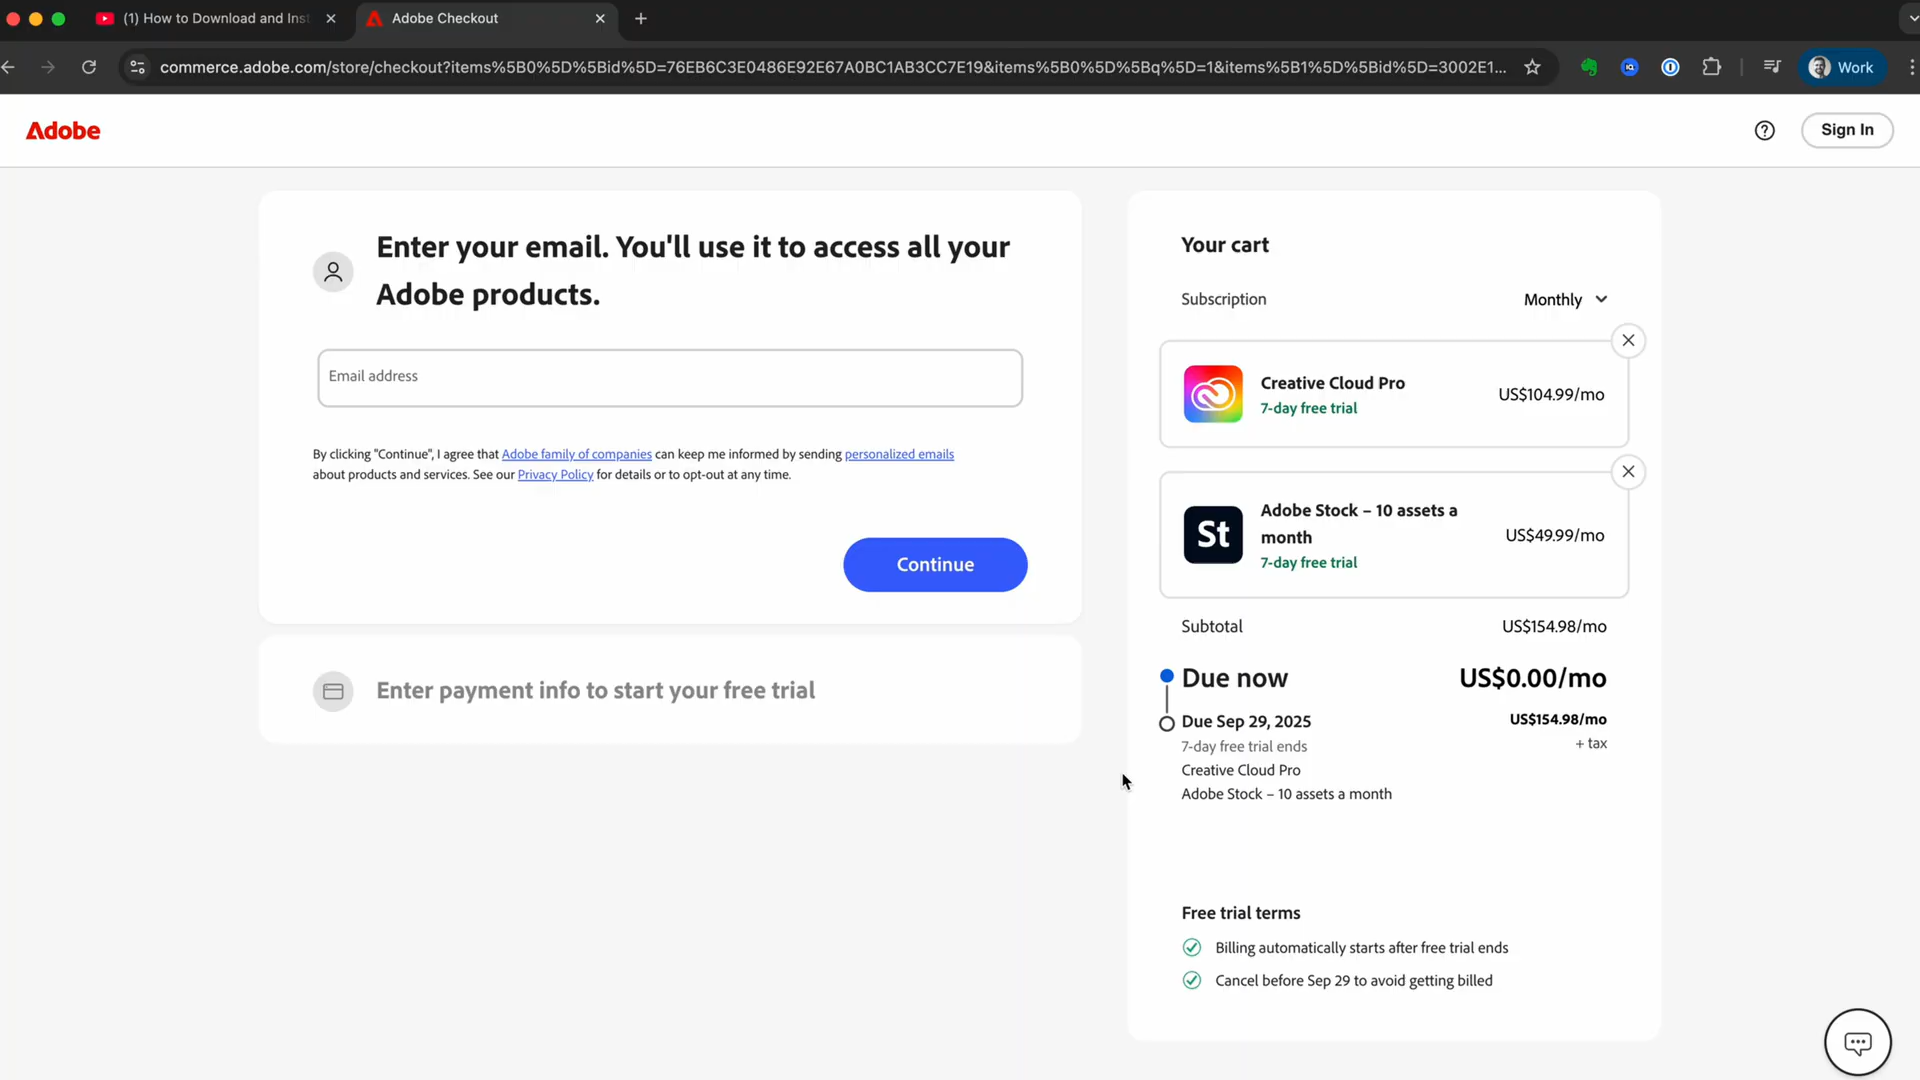 (1) How to Download and Inst
Adobe Checkout
commerce.adobe.com/store/checkout?items%5B0%5D%5Bid%5D=76EB6C3E0486E92E67A0BC1AB3CC7E19&items%5B0%5D%5Bq%5D=1&items%5B1%5D%5Bid%5D=3002E1...
Work
Adobe
Sign In
Enter your email. You'll use it to access all your
Adobe products.
Email address
By clicking "Continue", I agree that Adobe family of companies can keep me informed by sending personalized emails
about products and services. See our Privacy Policy for details or to opt-out at any time.
Continue
Enter payment info to start your free trial
Your cart
Subscription Monthly
Creative Cloud Pro
7-day free trial
US$104.99/mo
St
Adobe Stock – 10 assets a
month
7-day free trial
US$49.99/mo
Subtotal US$154.98/mo
Due now US$0.00/mo
Due Sep 29, 2025 US$154.98/mo
+ tax
7-day free trial ends
Creative Cloud Pro
Adobe Stock – 10 assets a month
Free trial terms
Billing automatically starts after free trial ends
Cancel before Sep 29 to avoid getting billed